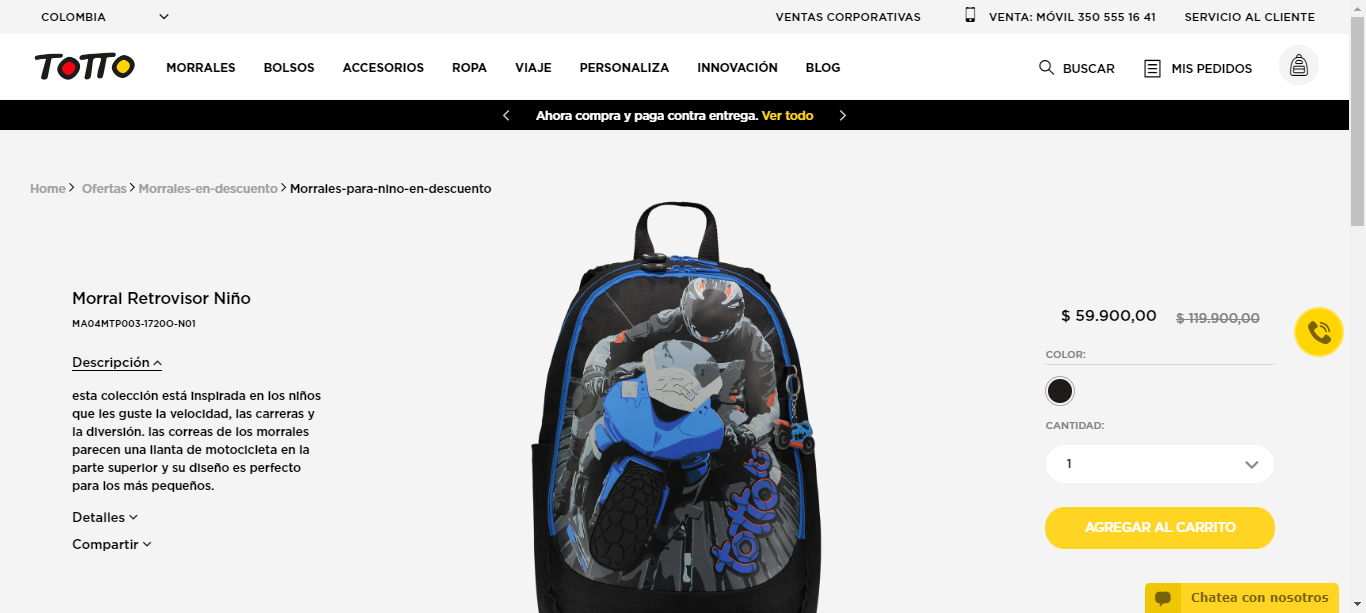 COLOMBIA
VENTAS CORPORATIVAS
VENTA: MÓVIL 350 555 16 41
SERVICIO AL CLIENTE
TOTTO
MORRALES
BOLSOS
ACCESORIOS
ROPA
VIAJE
PERSONALIZA
INNOVACIÓN
BLOG
BUSCAR
MIS PEDIDOS
Ahora compra y paga contra entrega. Ver todo
Home > Ofertas > Morrales-en-descuento > Morrales-para-nino-en-descuento
Morral Retrovisor Niño
MA04MTP003-1720O-N01
Descripción
esta colección está inspirada en los niños
que les guste la velocidad, las carreras y
la diversión. las correas de los morrales
parecen una llanta de motocicleta en la
parte superior y su diseño es perfecto
para los más pequeños.
Detalles
Compartir
totto
$ 59.900,00
$ 119.900,00
COLOR:
CANTIDAD:
1
AGREGAR AL CARRITO
Chatea con nosotros